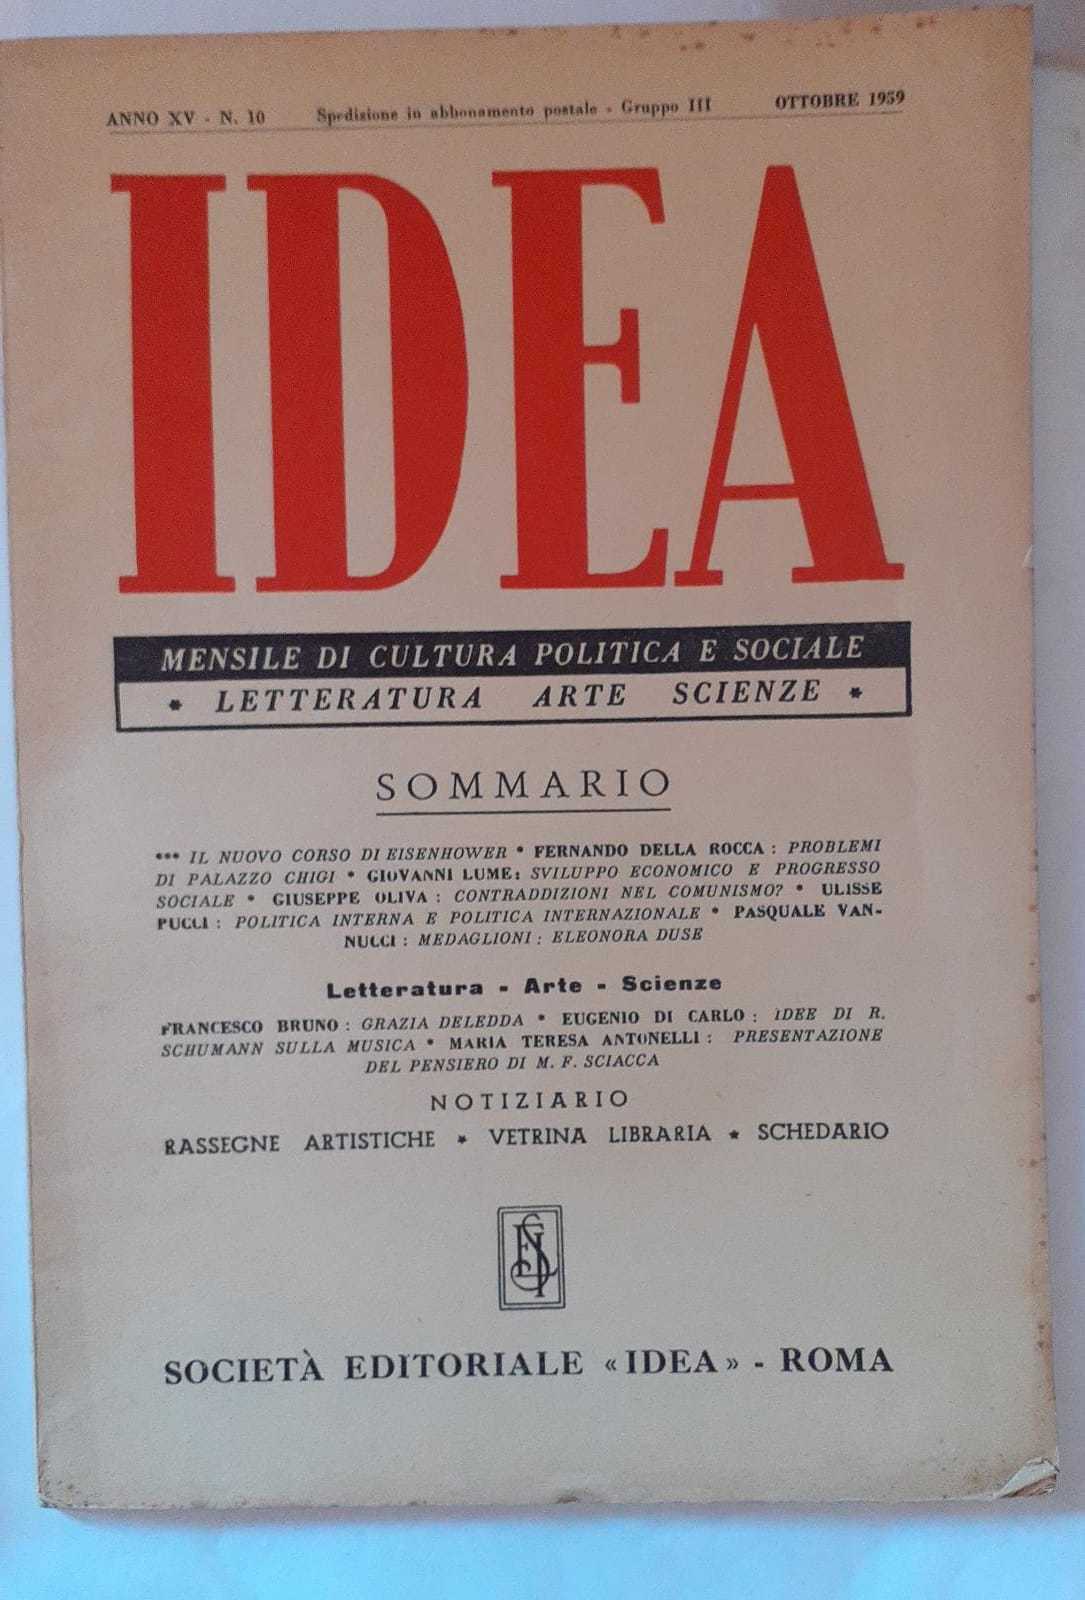 ANNO XV - N. 10 Spedizione in abbonamento postale - Gruppo III OTTOBRE 1959
IDEA
MENSILE DI CULTURA POLITICA E SOCIALE
* LETTERATURA ARTE SCIENZE *
SOMMARIO
*** IL NUOVO CORSO DI EISENHOWER * FERNANDO DELLA ROCCA : PROBLEMI
DI PALAZZO CHIGI * GIOVANNI LUME: SVILUPPO ECONOMICO E PROGRESSO
SOCIALE * GIUSEPPE OLIVA : CONTRADDIZIONI NEL COMUNISMO? * ULISSE
PUCCI : POLITICA INTERNA E POLITICA INTERNAZIONALE * PASQUALE VAN-
NUCCI : MEDAGLIONI : ELEONORA DUSE
Letteratura - Arte - Scienze
FRANCESCO BRUNO : GRAZIA DELEDDA * EUGENIO DI CARLO : IDEE DI R.
SCHUMANN SULLA MUSICA * MARIA TERESA ANTONELLI : PRESENTAZIONE
DEL PENSIERO DI M. F. SCIACCA
NOTIZIARIO
RASSEGNE ARTISTICHE * VETRINA LIBRARIA * SCHEDARIO
SOCIETÀ EDITORIALE «IDEA» - ROMA